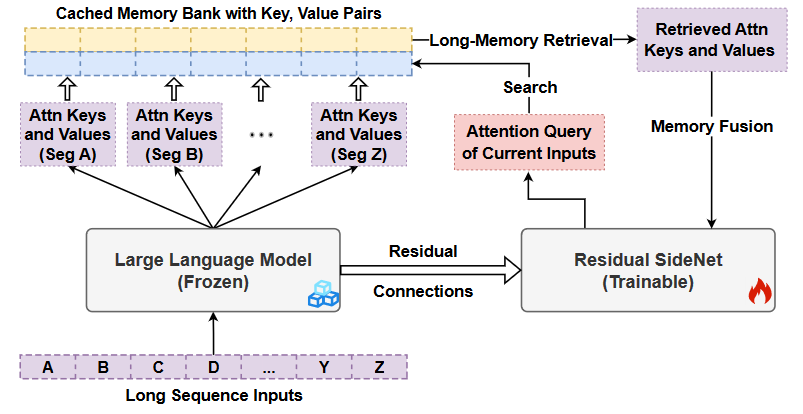 Cached Memory Bank with Key, Value Pairs
Long-Memory Retrieval
Retrieved Attn
Keys and Values
Search
Attn Keys
and Values
(Seg A)
Attn Keys
and Values
(Seg B)
...
Attn Keys
and Values
(Seg Z)
Attention Query
of Current Inputs
Memory Fusion
Large Language Model
(Frozen)
Residual
Connections
Residual SideNet
(Trainable)
A B C D ... Y Z
Long Sequence Inputs